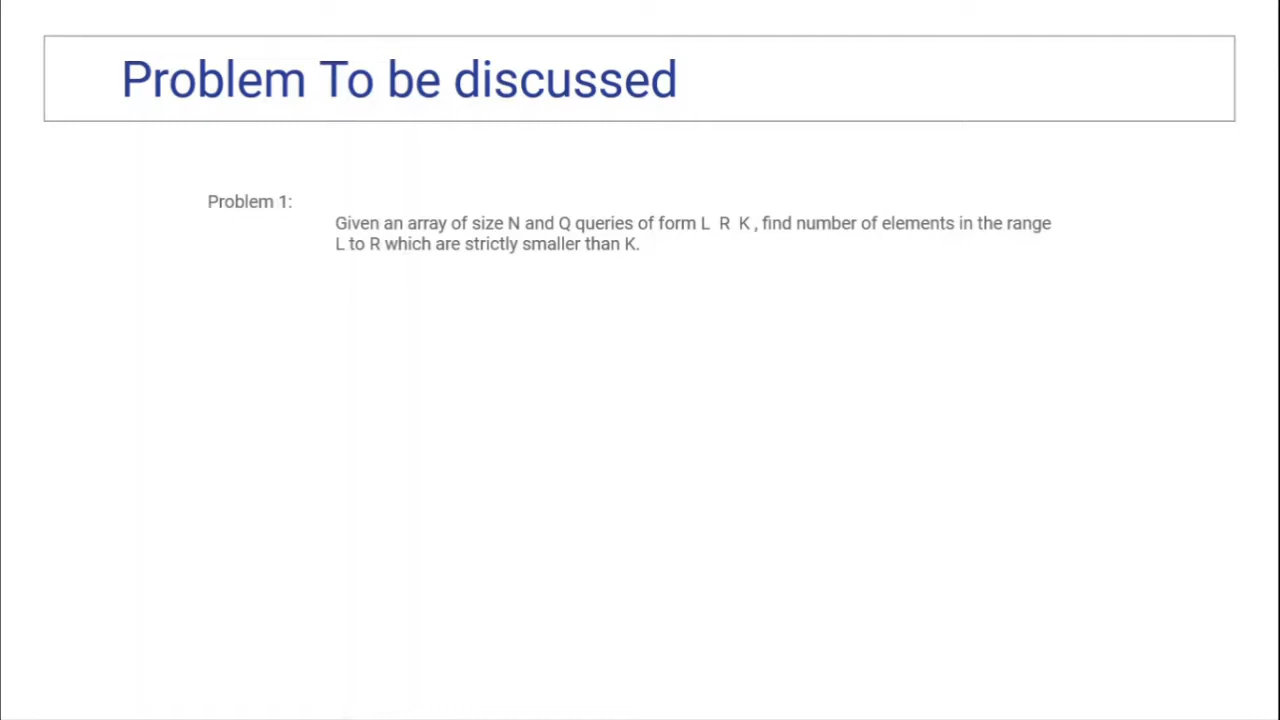 Problem To be discussed
Problem 1:
Given an array of size N and Q queries of form L R K , find number of elements in the range
L to R which are strictly smaller than K.